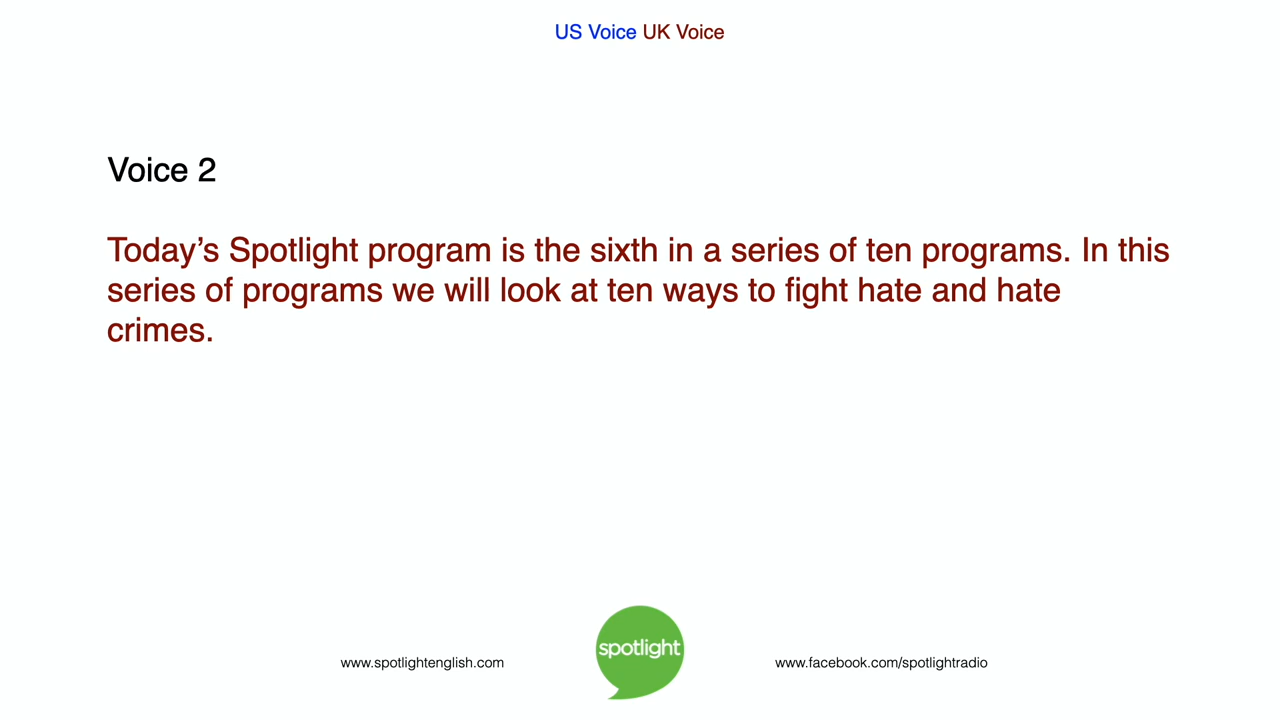 US Voice UK Voice
Voice 2
Today’s Spotlight program is the sixth in a series of ten programs. In this
series of programs we will look at ten ways to fight hate and hate
crimes.
spotlight
www.spotlightenglish.com
www.facebook.com/spotlightradio